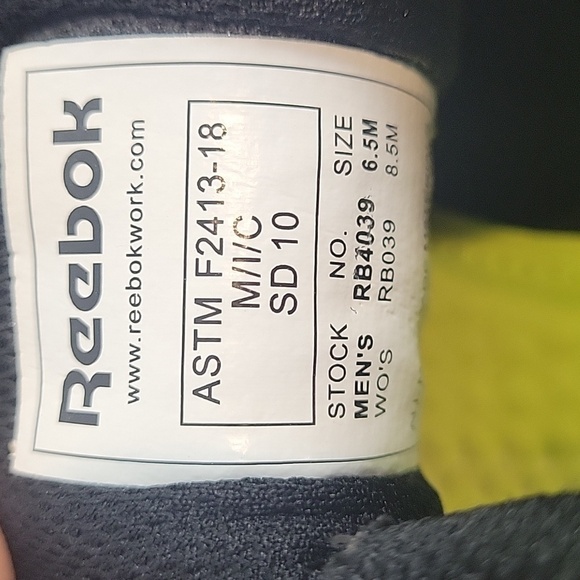 Reebok
www.reebokwork.com
ASTM F2413-18
M/I/C
SD 10
STOCK NO. SIZE
MEN'S RB4039 6.5M
WO'S RB039 8.5M